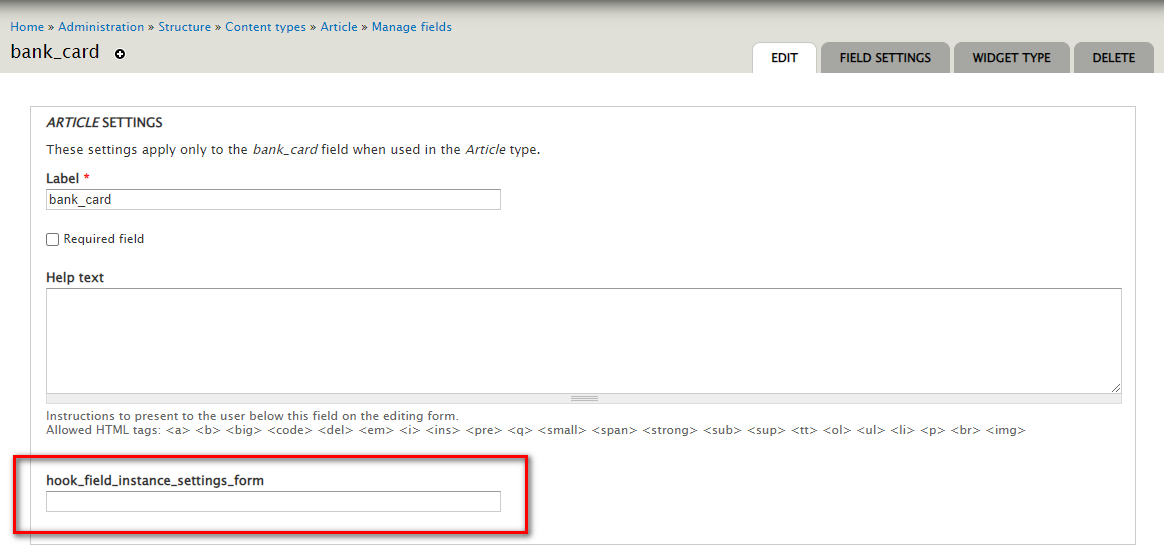 Home » Administration » Structure » Content types » Article » Manage fields
bank_card
EDIT FIELD SETTINGS WIDGET TYPE DELETE
ARTICLE SETTINGS
These settings apply only to the bank_card field when used in the Article type.
Label *
bank_card
Required field
Help text
Instructions to present to the user below this field on the editing form.
Allowed HTML tags: <a> <b> <big> <code> <del> <em> <i> <ins> <pre> <q> <small> <span> <strong> <sub> <sup> <tt> <ol> <ul> <li> <p> <br> <img>
hook_field_instance_settings_form